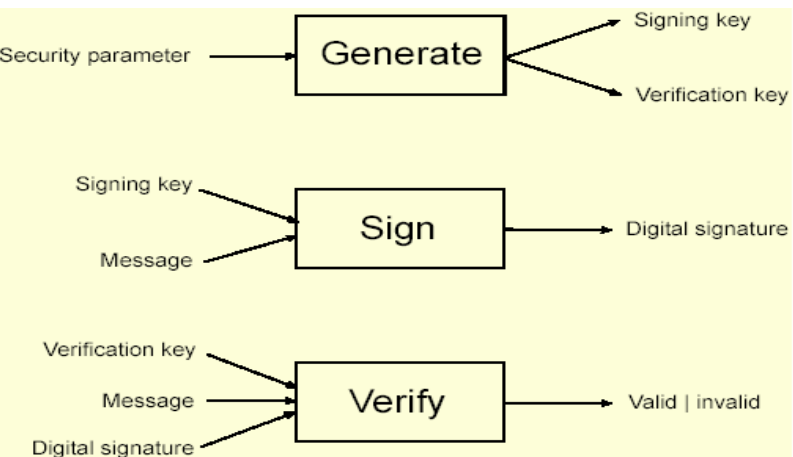 Security parameter
Generate
Signing key
Verification key
Signing key
Message
Sign
Digital signature
Verification key
Message
Digital signature
Verify
Valid | invalid